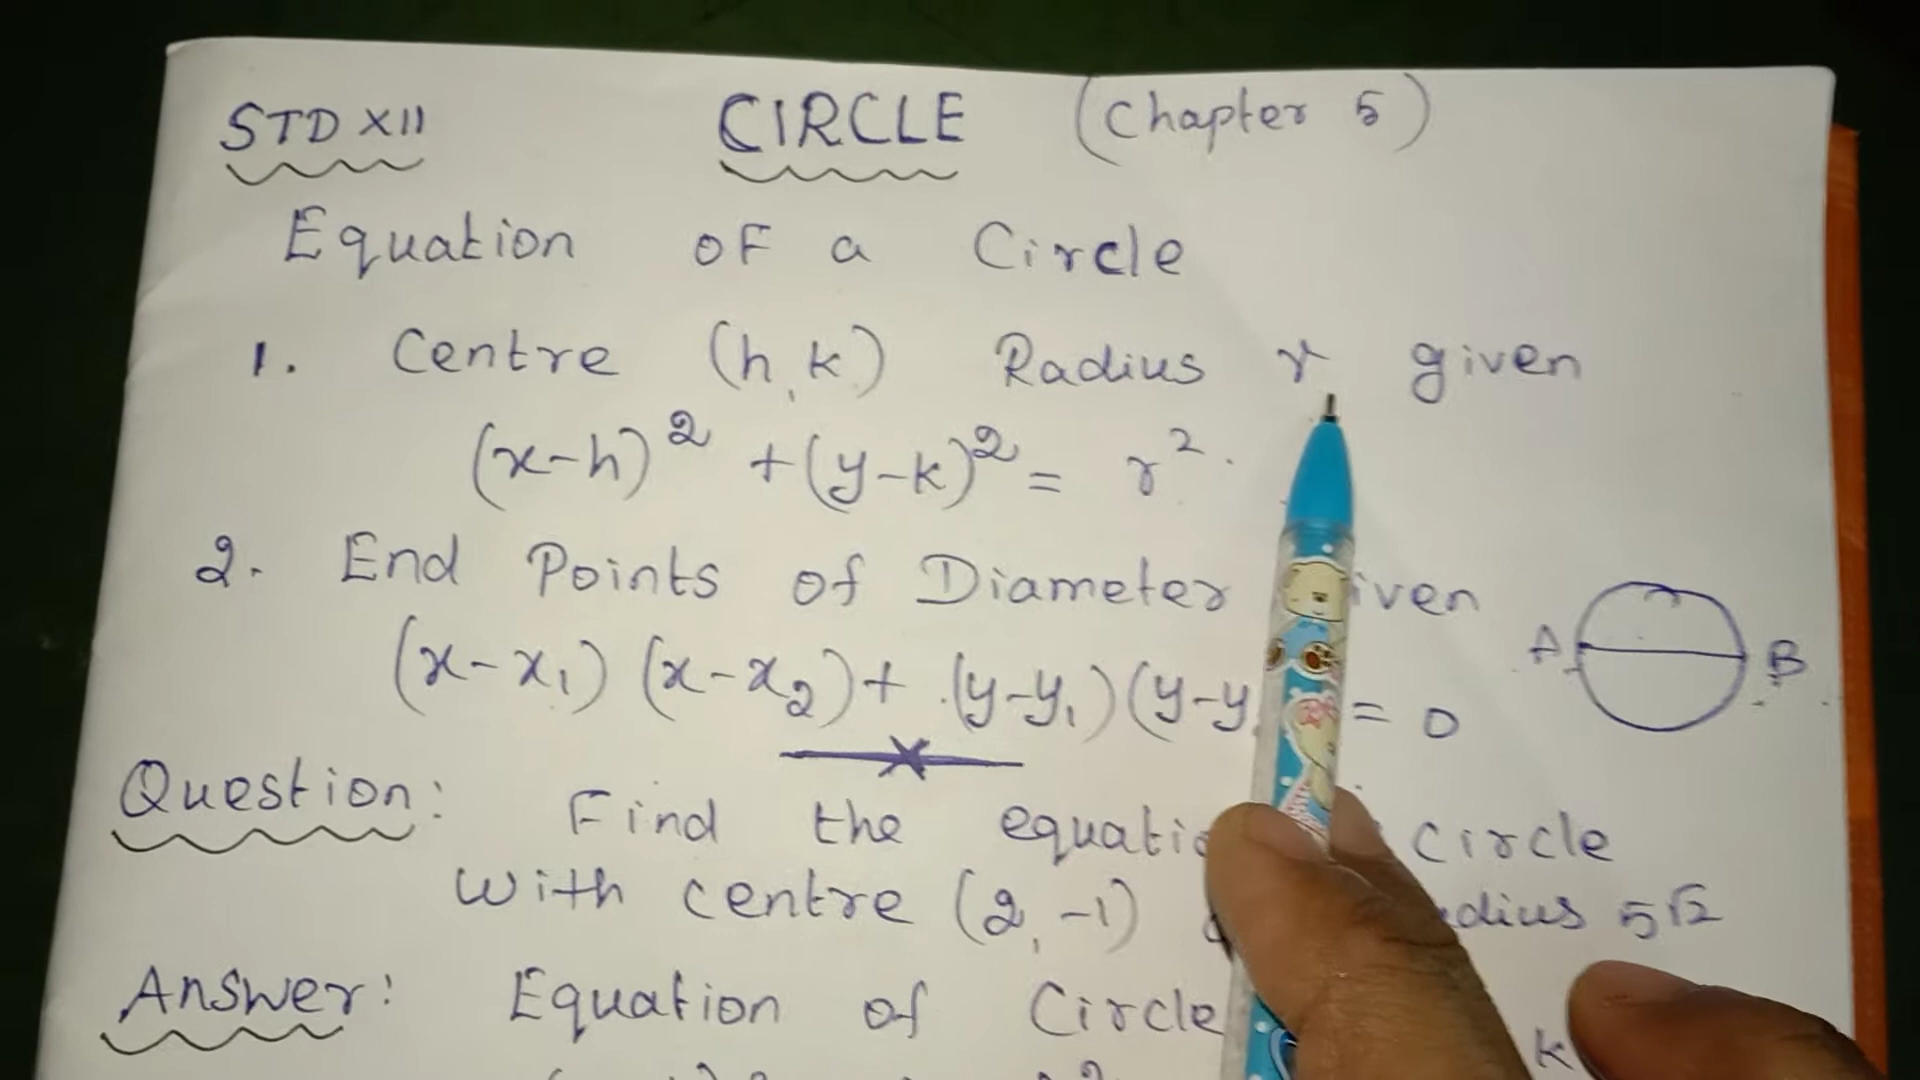 STD XII CIRCLE (Chapter 5)
Equation of a Circle
1. Centre (h, k) Radius r given
(x-h)² + (y-k)² = r².
2. End Points of Diameter iven
(x-x₁) (x-x₂) + (y-y₁) (y-y = 0
A B
Question: Find the equatio circle
With centre (2, -1) dius 5√2
Answer: Equation of Circle
k